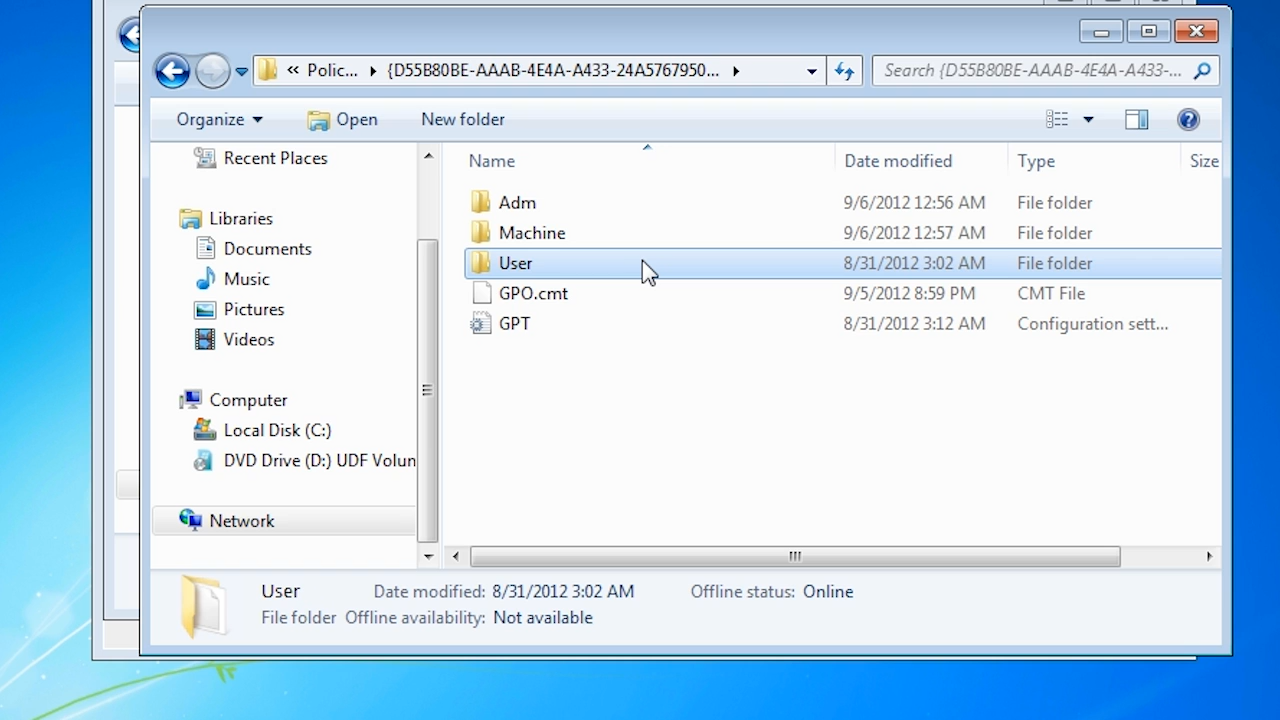 « Polic... {D55B80BE-AAAB-4E4A-A433-24A5767950... Search {D55B80BE-AAAB-4E4A-A433-...
Organize Open New folder
Recent Places
Libraries
Documents
Music
Pictures
Videos
Computer
Local Disk (C:)
DVD Drive (D:) UDF Volun
Network
Name Date modified Type Size
Adm 9/6/2012 12:56 AM File folder
Machine 9/6/2012 12:57 AM File folder
User 8/31/2012 3:02 AM File folder
GPO.cmt 9/5/2012 8:59 PM CMT File
GPT 8/31/2012 3:12 AM Configuration sett...
User Date modified: 8/31/2012 3:02 AM Offline status: Online
File folder Offline availability: Not available